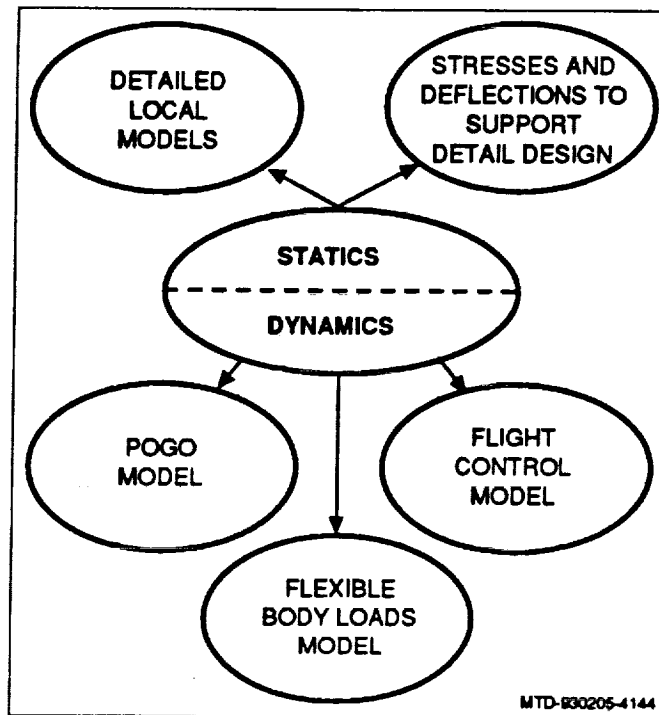 DETAILED
LOCAL
MODELS
STRESSES AND
DEFLECTIONS TO
SUPPORT
DETAIL DESIGN
STATICS
DYNAMICS
POGO
MODEL
FLIGHT
CONTROL
MODEL
FLEXIBLE
BODY LOADS
MODEL
MTD-930205-4144